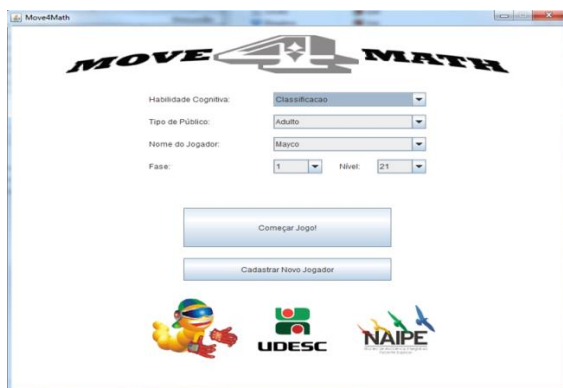 Move4Math
MOVE 4 MATH
Habilidade Cognitiva: Classificacao
Tipo de Público: Adulto
Nome do Jogador: Mayco
Fase: 1 Nível: 21
Começar Jogo!
Cadastrar Novo Jogador
UDESC
NAIPE